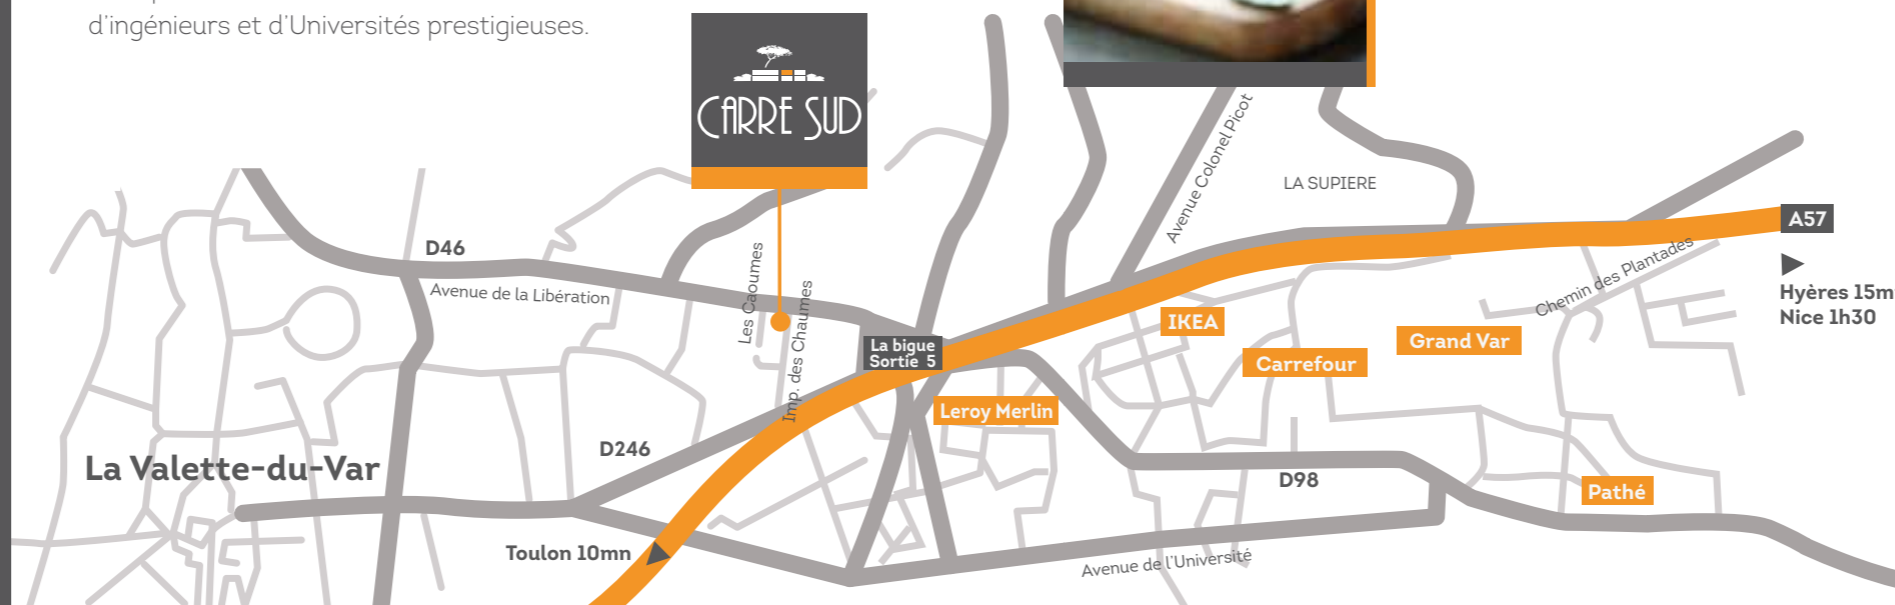 d'ingénieurs et d'Universités prestigieuses.
CARRE SUD
Avenue Colonel Picot
LA SUPIERE
A57
D46
Avenue de la Libération
Les Caoumes
Imp. des Chaumes
Chemin des Plantades
Hyères 15m
Nice 1h30
IKEA
La bigue
Sortie 5
Grand Var
Carrefour
Leroy Merlin
D246
La Valette-du-Var
D98
Pathé
Toulon 10mn
Avenue de l'Université